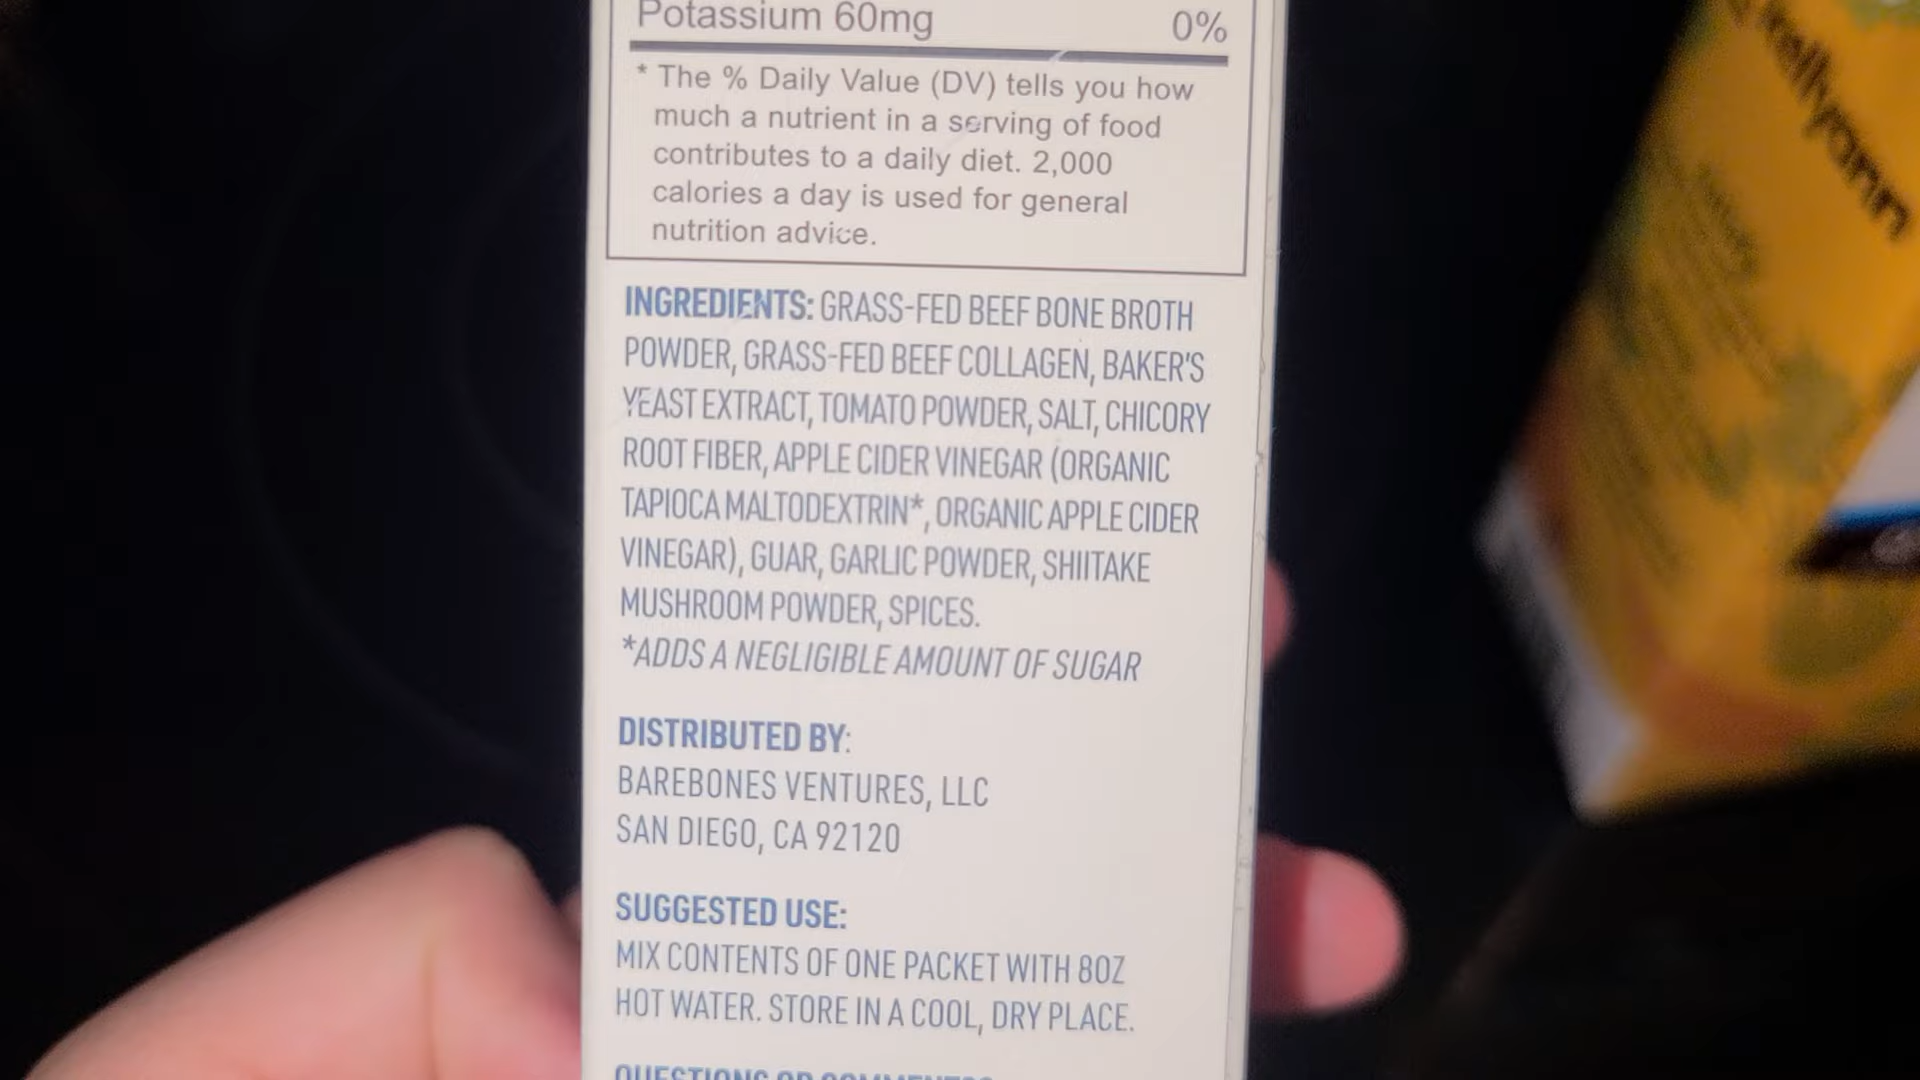 Potassium 60mg 0%
* The % Daily Value (DV) tells you how
much a nutrient in a serving of food
contributes to a daily diet. 2,000
calories a day is used for general
nutrition advice.
INGREDIENTS: GRASS-FED BEEF BONE BROTH
POWDER, GRASS-FED BEEF COLLAGEN, BAKER'S
YEAST EXTRACT, TOMATO POWDER, SALT, CHICORY
ROOT FIBER, APPLE CIDER VINEGAR (ORGANIC
TAPIOCA MALTODEXTRIN*, ORGANIC APPLE CIDER
VINEGAR), GUAR, GARLIC POWDER, SHIITAKE
MUSHROOM POWDER, SPICES.
*ADDS A NEGLIGIBLE AMOUNT OF SUGAR
DISTRIBUTED BY:
BAREBONES VENTURES, LLC
SAN DIEGO, CA 92120
SUGGESTED USE:
MIX CONTENTS OF ONE PACKET WITH 8OZ
HOT WATER. STORE IN A COOL, DRY PLACE.
QUESTIONS OR COMMENTS?
kellyann